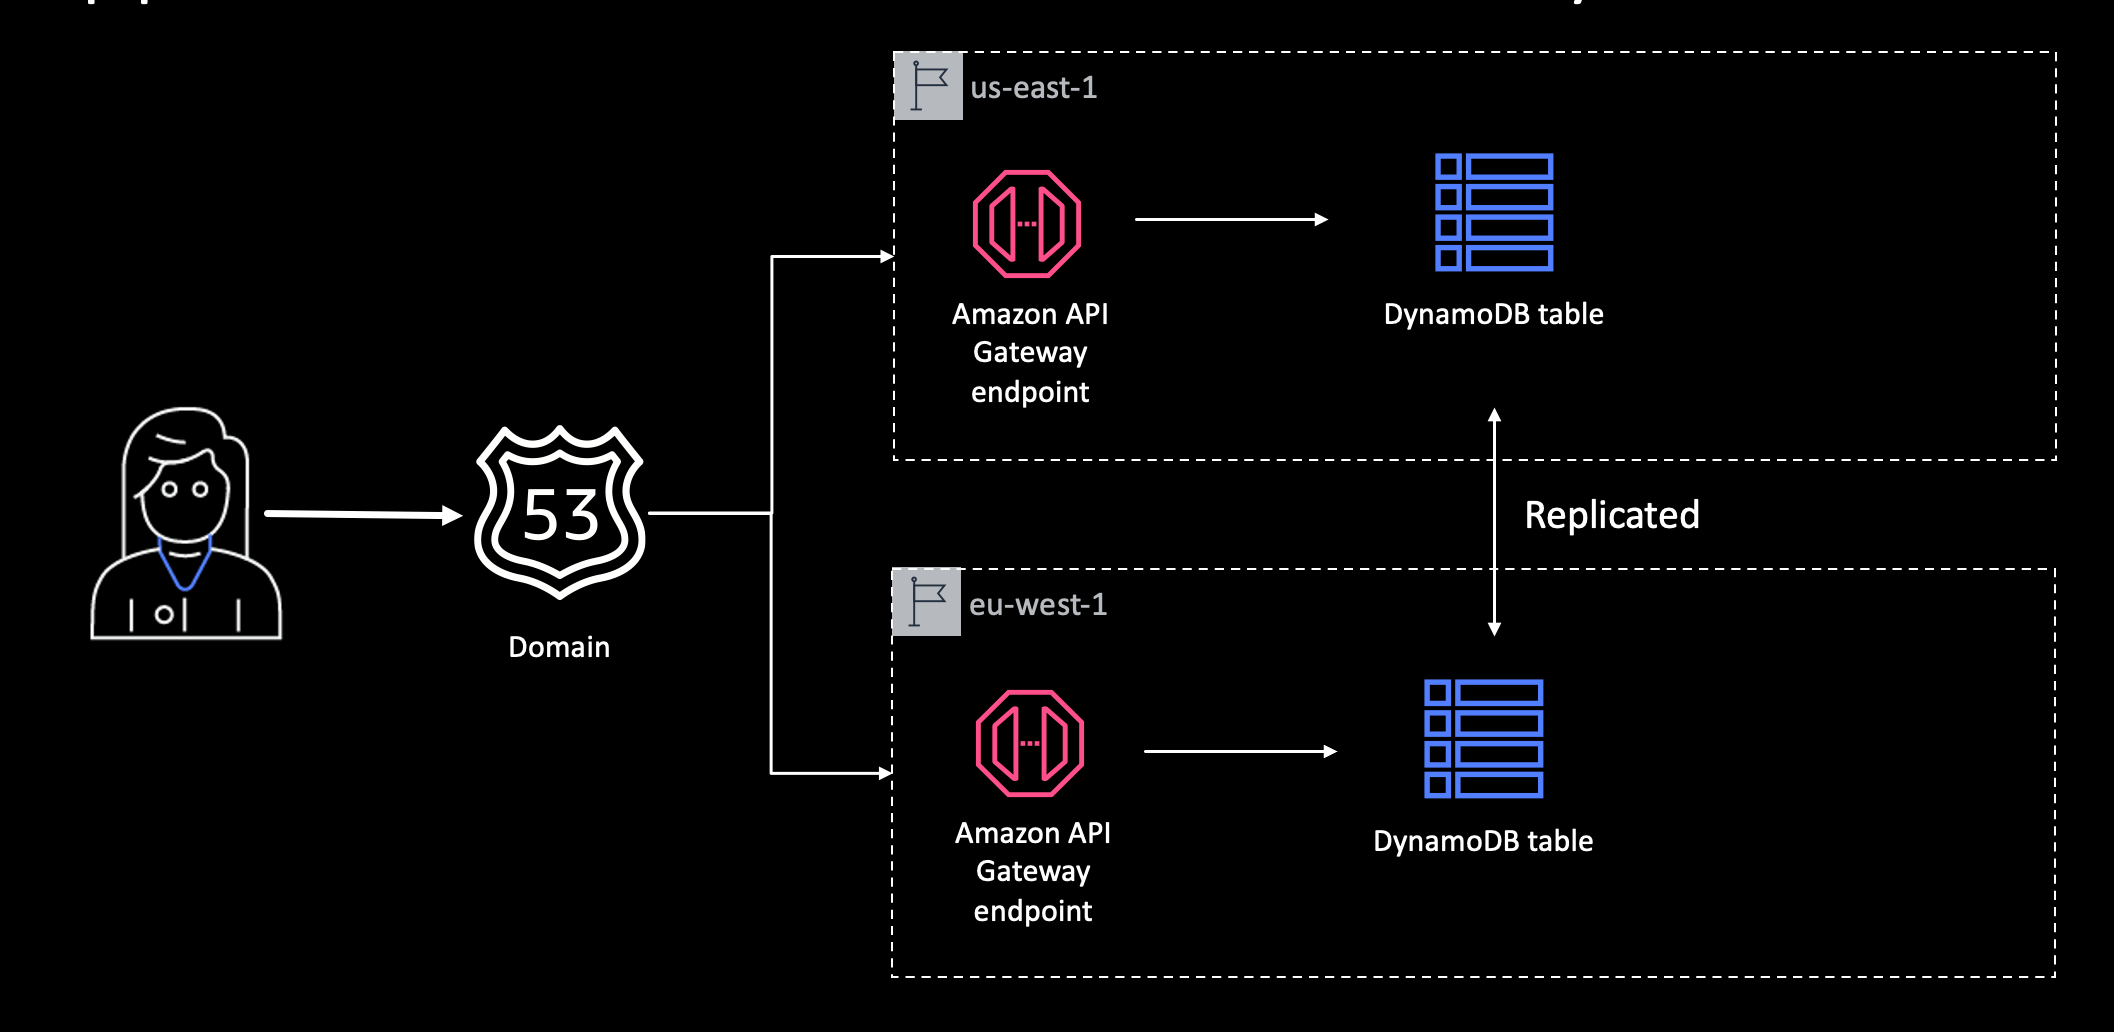 us-east-1
Amazon API
Gateway
endpoint
DynamoDB table
53
Domain
Replicated
eu-west-1
Amazon API
Gateway
endpoint
DynamoDB table